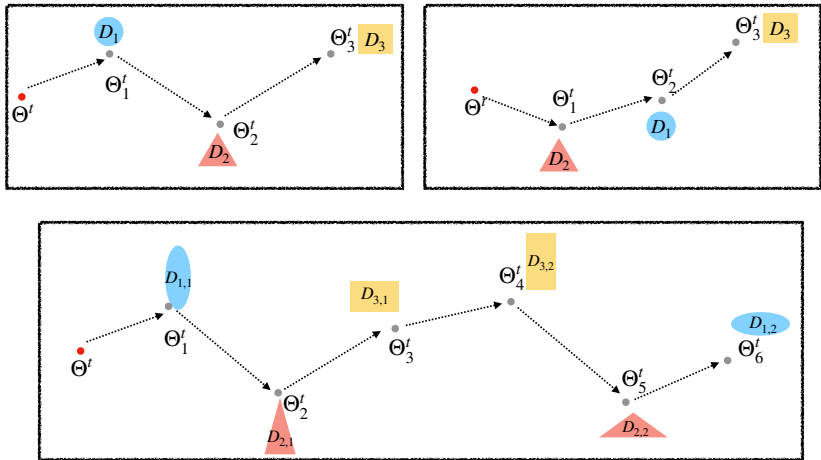 D₁
Θᵗ
Θ₁ᵗ
Θ₂ᵗ
D₂
Θ₃ᵗ
D₃
Θᵗ
Θ₁ᵗ
D₂
Θ₂ᵗ
D₁
Θ₃ᵗ
D₃
Θᵗ
D₁,₁
Θ₁ᵗ
Θ₂ᵗ
D₂,₁
D₃,₁
Θ₃ᵗ
Θ₄ᵗ
D₃,₂
Θ₅ᵗ
D₂,₂
D₁,₂
Θ₆ᵗ